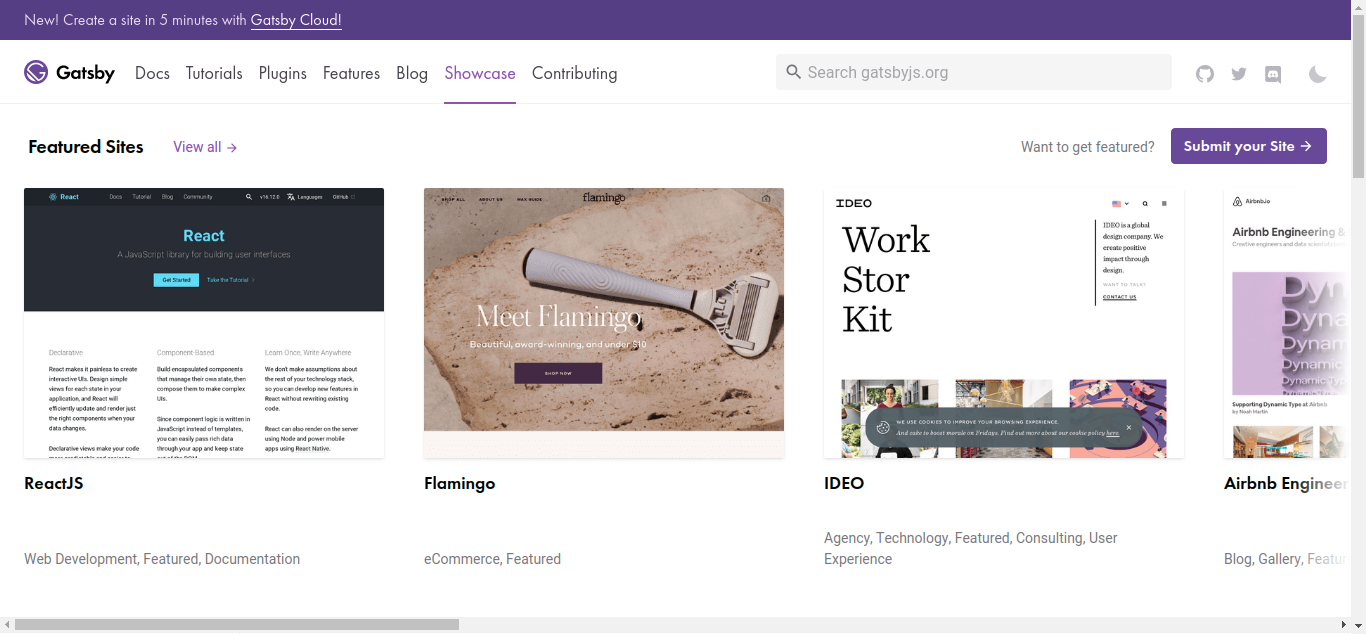 New! Create a site in 5 minutes with Gatsby Cloud!
Gatsby Docs Tutorials Plugins Features Blog Showcase Contributing
Search gatsbyjs.org
Featured Sites
View all →
Want to get featured?
Submit your Site →
React Docs Tutorial Blog Community v16.12.0 Languages GitHub
React
A JavaScript library for building user interfaces
Get Started
Take the Tutorial
Declarative
React makes it painless to create
interactive UIs. Design simple
views for each state in your
application, and React will
efficiently update and render just
the right components when your
data changes.
Declarative views make your code
Component-Based
Build encapsulated components
that manage their own state, then
compose them to make complex
UIs.
Since component logic is written in
JavaScript instead of templates,
you can easily pass rich data
through your app and keep state
Learn Once, Write Anywhere
We don't make assumptions about
the rest of your technology stack,
so you can develop new features in
React without rewriting existing
code.
React can also render on the server
using Node and power mobile
apps using React Native.
ReactJS
Web Development, Featured, Documentation
SHOP ALL ABOUT US MAX GUIDE
flamingo
Meet Flamingo
Beautiful, award-winning, and under $10
SHOP NOW
Flamingo
eCommerce, Featured
IDEO
Work
Stor
Kit
IDEO is a global
design company. We
create positive
impact through
design.
WANT TO TALK?
CONTACT US
WE USE COOKIES TO IMPROVE YOUR BROWSING EXPERIENCE.
And cake to boost morale on Fridays. Find out more about our cookie policy here.
IDEO
Agency, Technology, Featured, Consulting, User
Experience
Airbnb.io
Airbnb Engineering &
Creative engineers and data scientists
Dyn
Dyna
Dynam
Dynamic
Dynamic Typ
Supporting Dynamic Type at Airbnb
by Noah Martin
Airbnb Engineer
Blog, Gallery, Featur